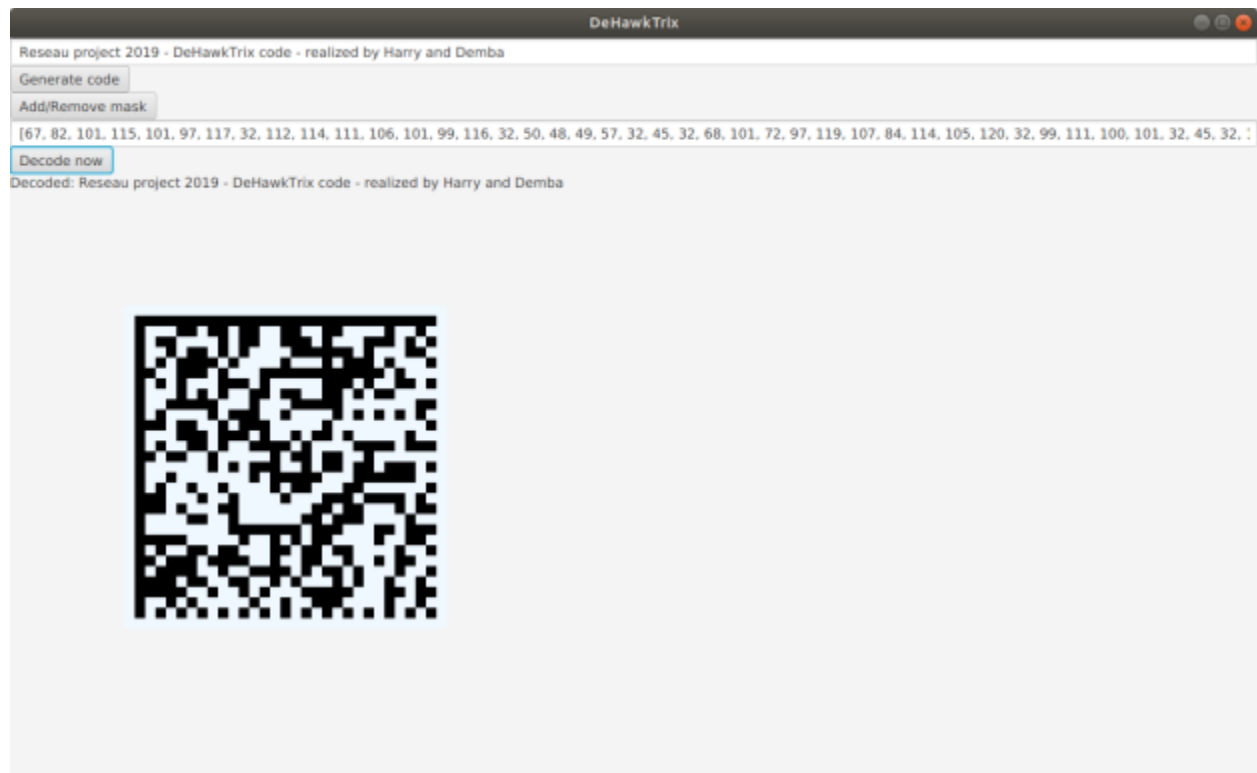 DeHawkTrix
Reseau project 2019 - DeHawkTrix code - realized by Harry and Demba
Generate code
Add/Remove mask
[67, 82, 101, 115, 101, 97, 117, 32, 112, 114, 111, 106, 101, 99, 116, 32, 50, 48, 49, 57, 32, 45, 32, 68, 101, 72, 97, 119, 107, 84, 114, 105, 120, 32, 99, 111, 100, 101, 32, 45, 32,
Decode now
Decoded: Reseau project 2019 - DeHawkTrix code - realized by Harry and Demba